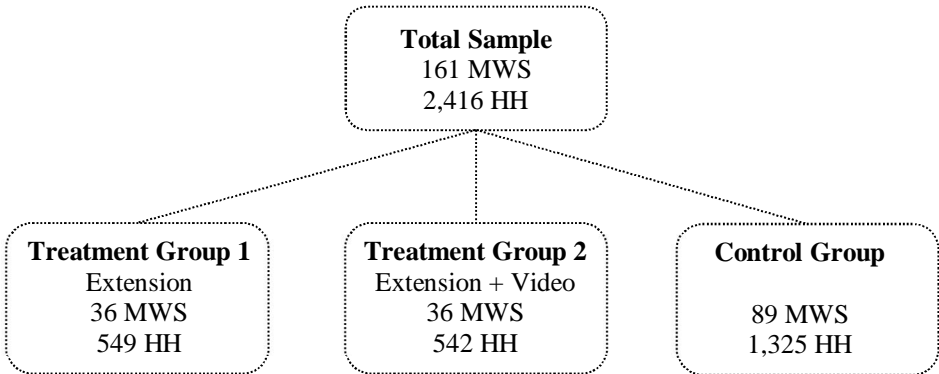 Total Sample
161 MWS
2,416 HH
Treatment Group 1
Extension
36 MWS
549 HH
Treatment Group 2
Extension + Video
36 MWS
542 HH
Control Group
89 MWS
1,325 HH